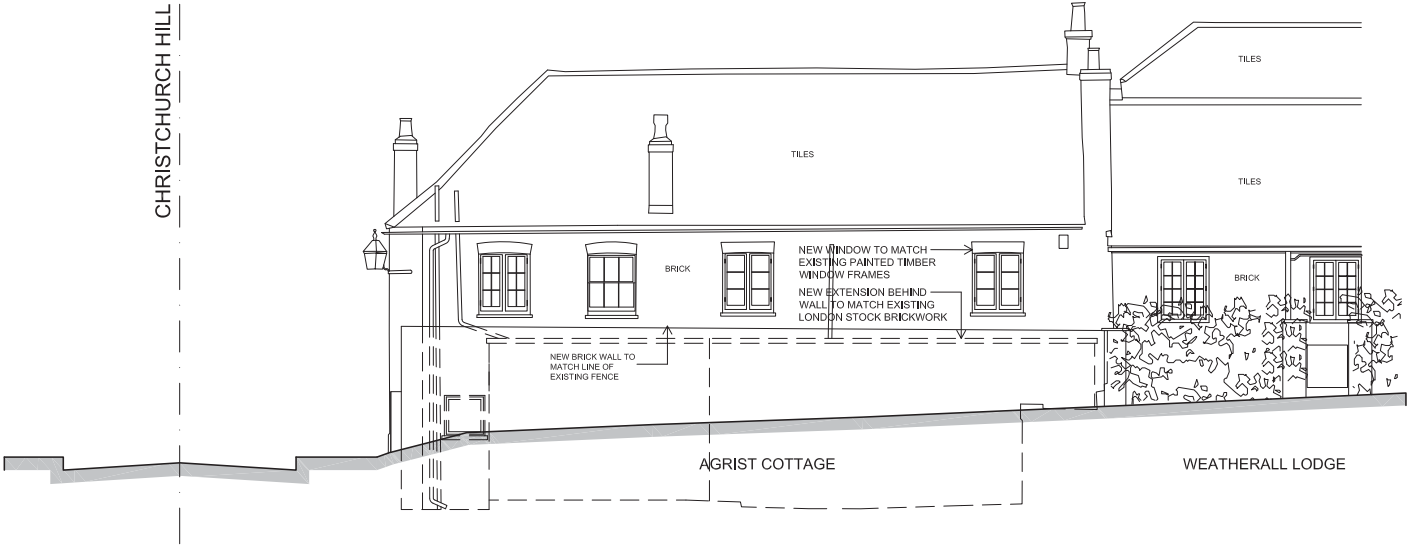 CHRISTCHURCH HILL
TILES
TILES
TILES
BRICK
NEW WINDOW TO MATCH
EXISTING PAINTED TIMBER
WINDOW FRAMES
NEW EXTENSION BEHIND
WALL TO MATCH EXISTING
LONDON STOCK BRICKWORK
BRICK
NEW BRICK WALL TO
MATCH LINE OF
EXISTING FENCE
AGRIST COTTAGE
WEATHERALL LODGE